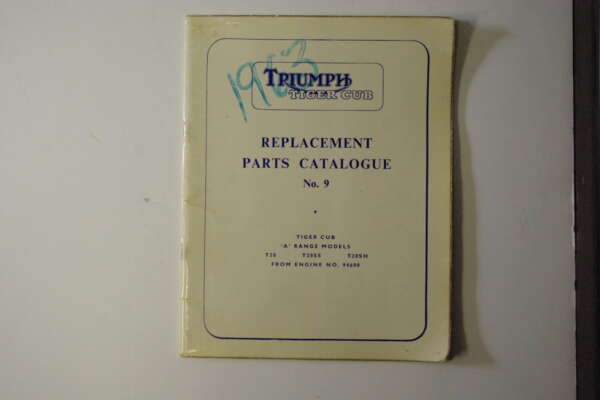 1963
TRIUMPH
TIGER CUB
REPLACEMENT
PARTS CATALOGUE
No. 9
TIGER CUB
'A' RANGE MODELS
T20 T20SS T20SH
FROM ENGINE NO. 94600